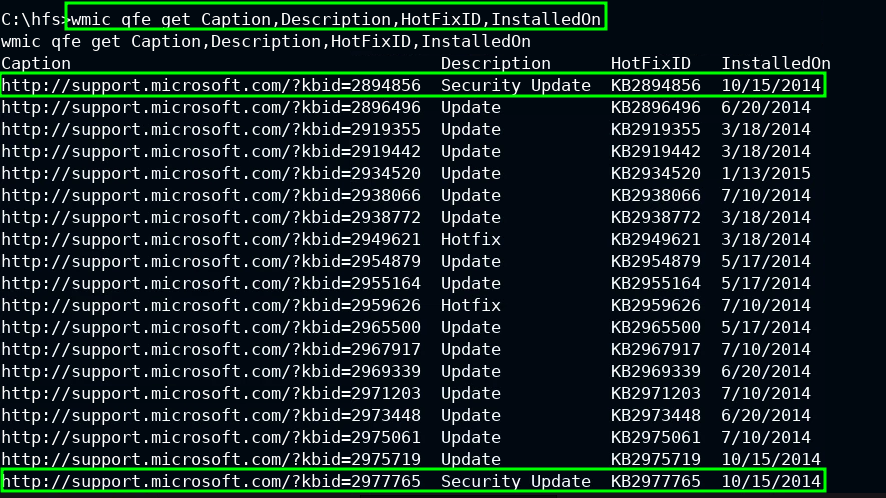 C:\hfs>wmic qfe get Caption,Description,HotFixID,InstalledOn
wmic qfe get Caption,Description,HotFixID,InstalledOn
Caption Description HotFixID InstalledOn
http://support.microsoft.com/?kbid=2894856 Security Update KB2894856 10/15/2014
http://support.microsoft.com/?kbid=2896496 Update KB2896496 6/20/2014
http://support.microsoft.com/?kbid=2919355 Update KB2919355 3/18/2014
http://support.microsoft.com/?kbid=2919442 Update KB2919442 3/18/2014
http://support.microsoft.com/?kbid=2934520 Update KB2934520 1/13/2015
http://support.microsoft.com/?kbid=2938066 Update KB2938066 7/10/2014
http://support.microsoft.com/?kbid=2938772 Update KB2938772 3/18/2014
http://support.microsoft.com/?kbid=2949621 Hotfix KB2949621 3/18/2014
http://support.microsoft.com/?kbid=2954879 Update KB2954879 5/17/2014
http://support.microsoft.com/?kbid=2955164 Update KB2955164 5/17/2014
http://support.microsoft.com/?kbid=2959626 Hotfix KB2959626 7/10/2014
http://support.microsoft.com/?kbid=2965500 Update KB2965500 5/17/2014
http://support.microsoft.com/?kbid=2967917 Update KB2967917 7/10/2014
http://support.microsoft.com/?kbid=2969339 Update KB2969339 6/20/2014
http://support.microsoft.com/?kbid=2971203 Update KB2971203 7/10/2014
http://support.microsoft.com/?kbid=2973448 Update KB2973448 6/20/2014
http://support.microsoft.com/?kbid=2975061 Update KB2975061 7/10/2014
http://support.microsoft.com/?kbid=2975719 Update KB2975719 10/15/2014
http://support.microsoft.com/?kbid=2977765 Security Update KB2977765 10/15/2014